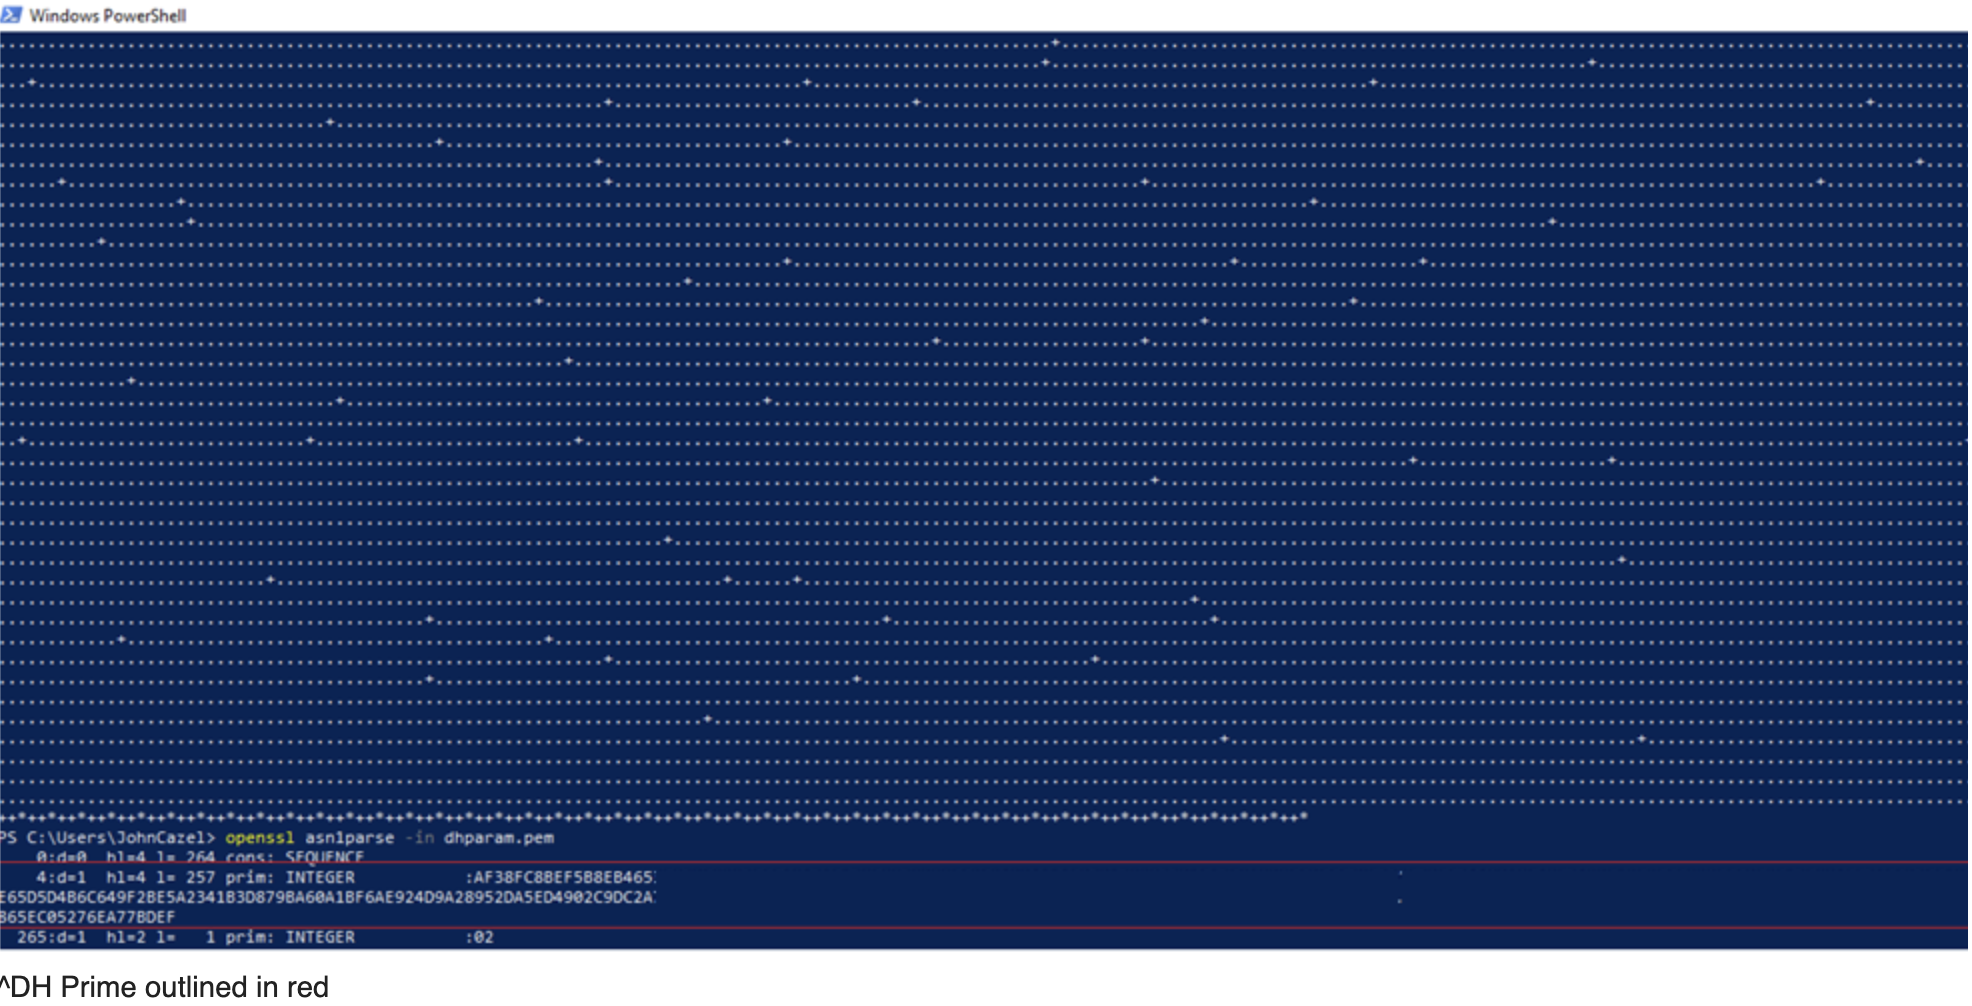 Windows PowerShell
PS C:\Users\JohnCazel> openssl asn1parse -in dhparam.pem
0:d=0 hl=4 l= 264 cons: SEQUENCE
4:d=1 hl=4 l= 257 prim: INTEGER :AF38FC8BEF5B8EB465
E65D5D4B6C649F2BE5A2341B3D879BA60A1BF6AE924D9A28952DA5ED4902C9DC2A
B65EC05276EA77BDEF
265:d=1 hl=2 l= 1 prim: INTEGER :02
^DH Prime outlined in red